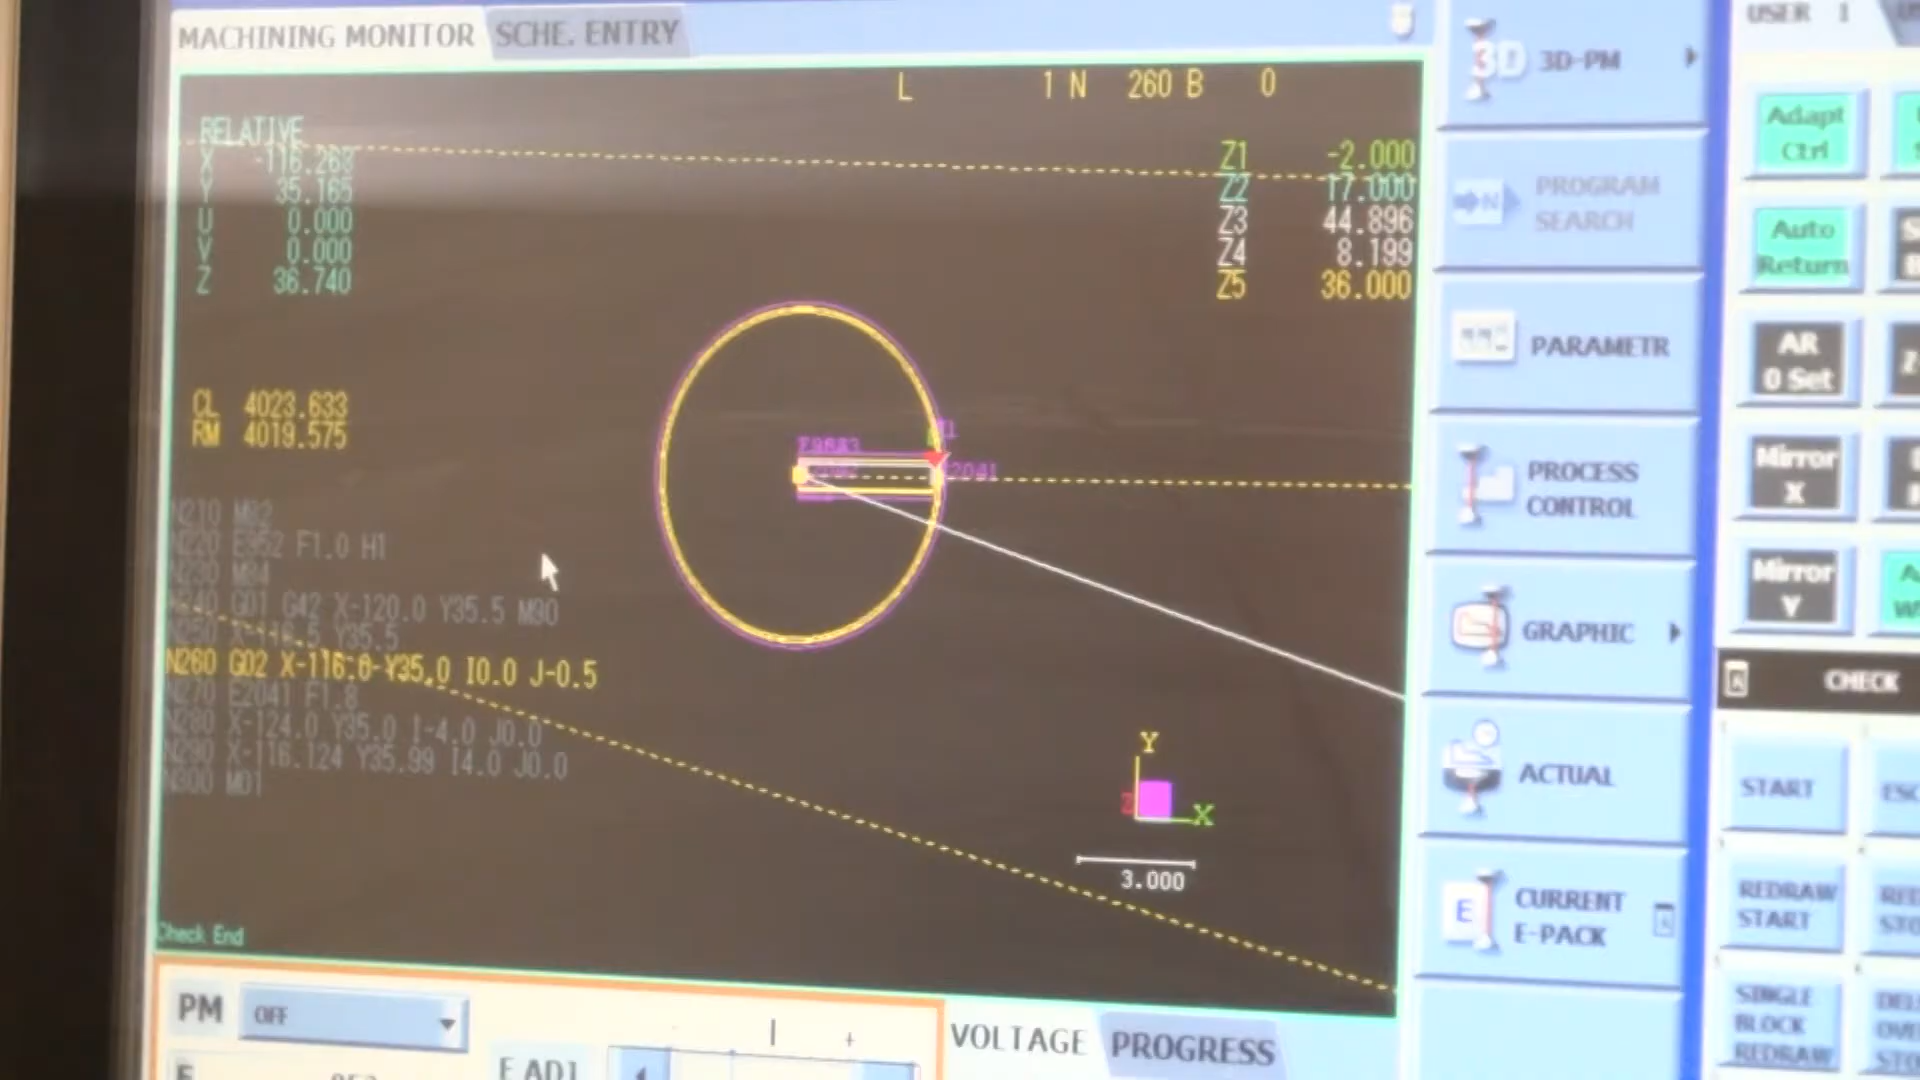 MACHINING MONITOR
SCHE. ENTRY
L 1 N 260 B 0
RELATIVE
X -116.268
Y 35.165
U 0.000
V 0.000
Z 36.740
Z1 -2.000
Z2 17.000
Z3 44.896
Z4 8.199
Z5 36.000
CL 4023.633
RM 4019.575
E2041
N210 M82
N220 E952 F1.0 H1
N230 M84
N240 G01 G42 X-120.0 Y35.5 M90
N250 X-116.5 Y35.5
N260 G02 X-116.0 Y35.0 I0.0 J-0.5
N270 E2041 F1.8
N280 X-124.0 Y35.0 I-4.0 J0.0
N290 X-116.124 Y35.99 I4.0 J0.0
N300 M01
Y
Z
X
3.000
Check End
PM
OFF
VOLTAGE
PROGRESS
3D 3D-PM
N PROGRAM
SEARCH
PARAMETR
PROCESS
CONTROL
GRAPHIC
ACTUAL
E CURRENT
E-PACK
USER 1
Adapt
Ctrl
Auto
Return
AR
0 Set
Mirror
X
Mirror
Y
CHECK
START
REDRAW
START
SINGLE
BLOCK
REDRAW